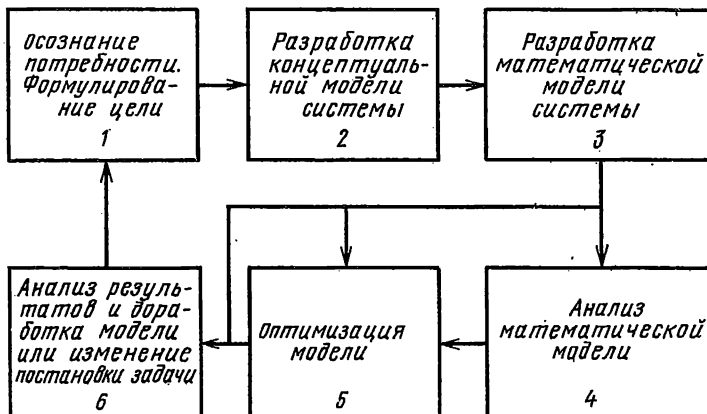 Осознание
потребности.
Формулирова-
ние цели
1
Разработка
концептуаль-
ной модели
системы
2
Разработка
математической
модели
системы
3
Анализ резуль-
татов и дора-
ботка модели
или изменение
постановки задачи
6
Оптимизация
модели
5
Анализ
математической
модели
4